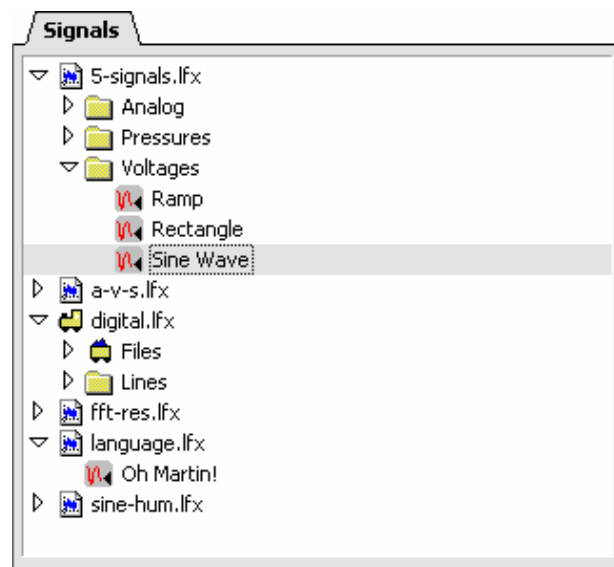 Signals
5-signals.lfx
Analog
Pressures
Voltages
Ramp
Rectangle
Sine Wave
a-v-s.lfx
digital.lfx
Files
Lines
fft-res.lfx
language.lfx
Oh Martin!
sine-hum.lfx